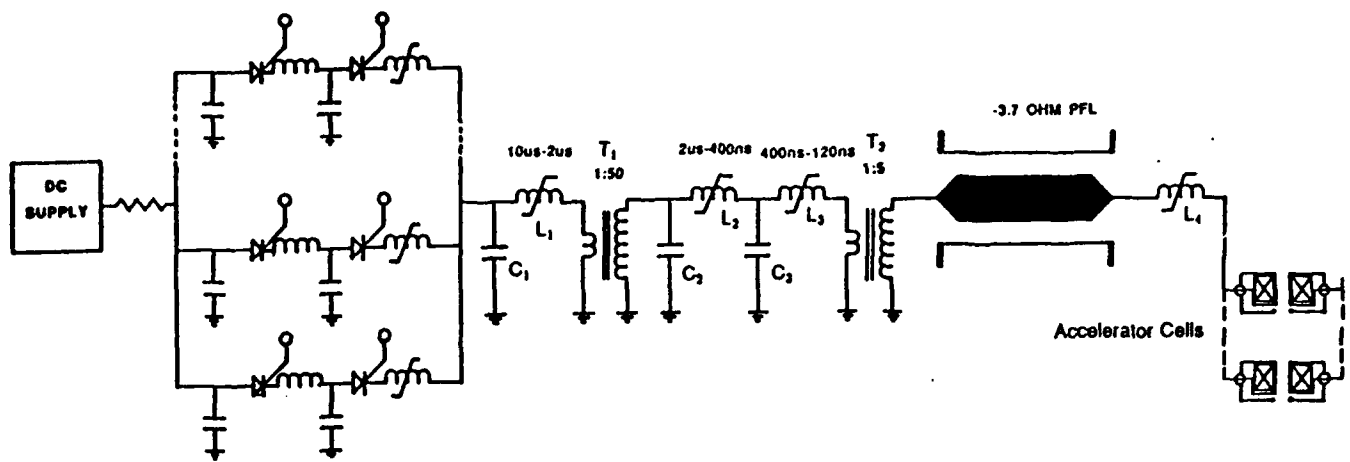 -3.7 OHM PFL
10us-2us
T₁
1:50
2us-400ns
400ns-120ns
T₂
1:5
DC
SUPPLY
L₁
L₂
L₃
L₄
C₁
C₂
C₃
Accelerator Cells